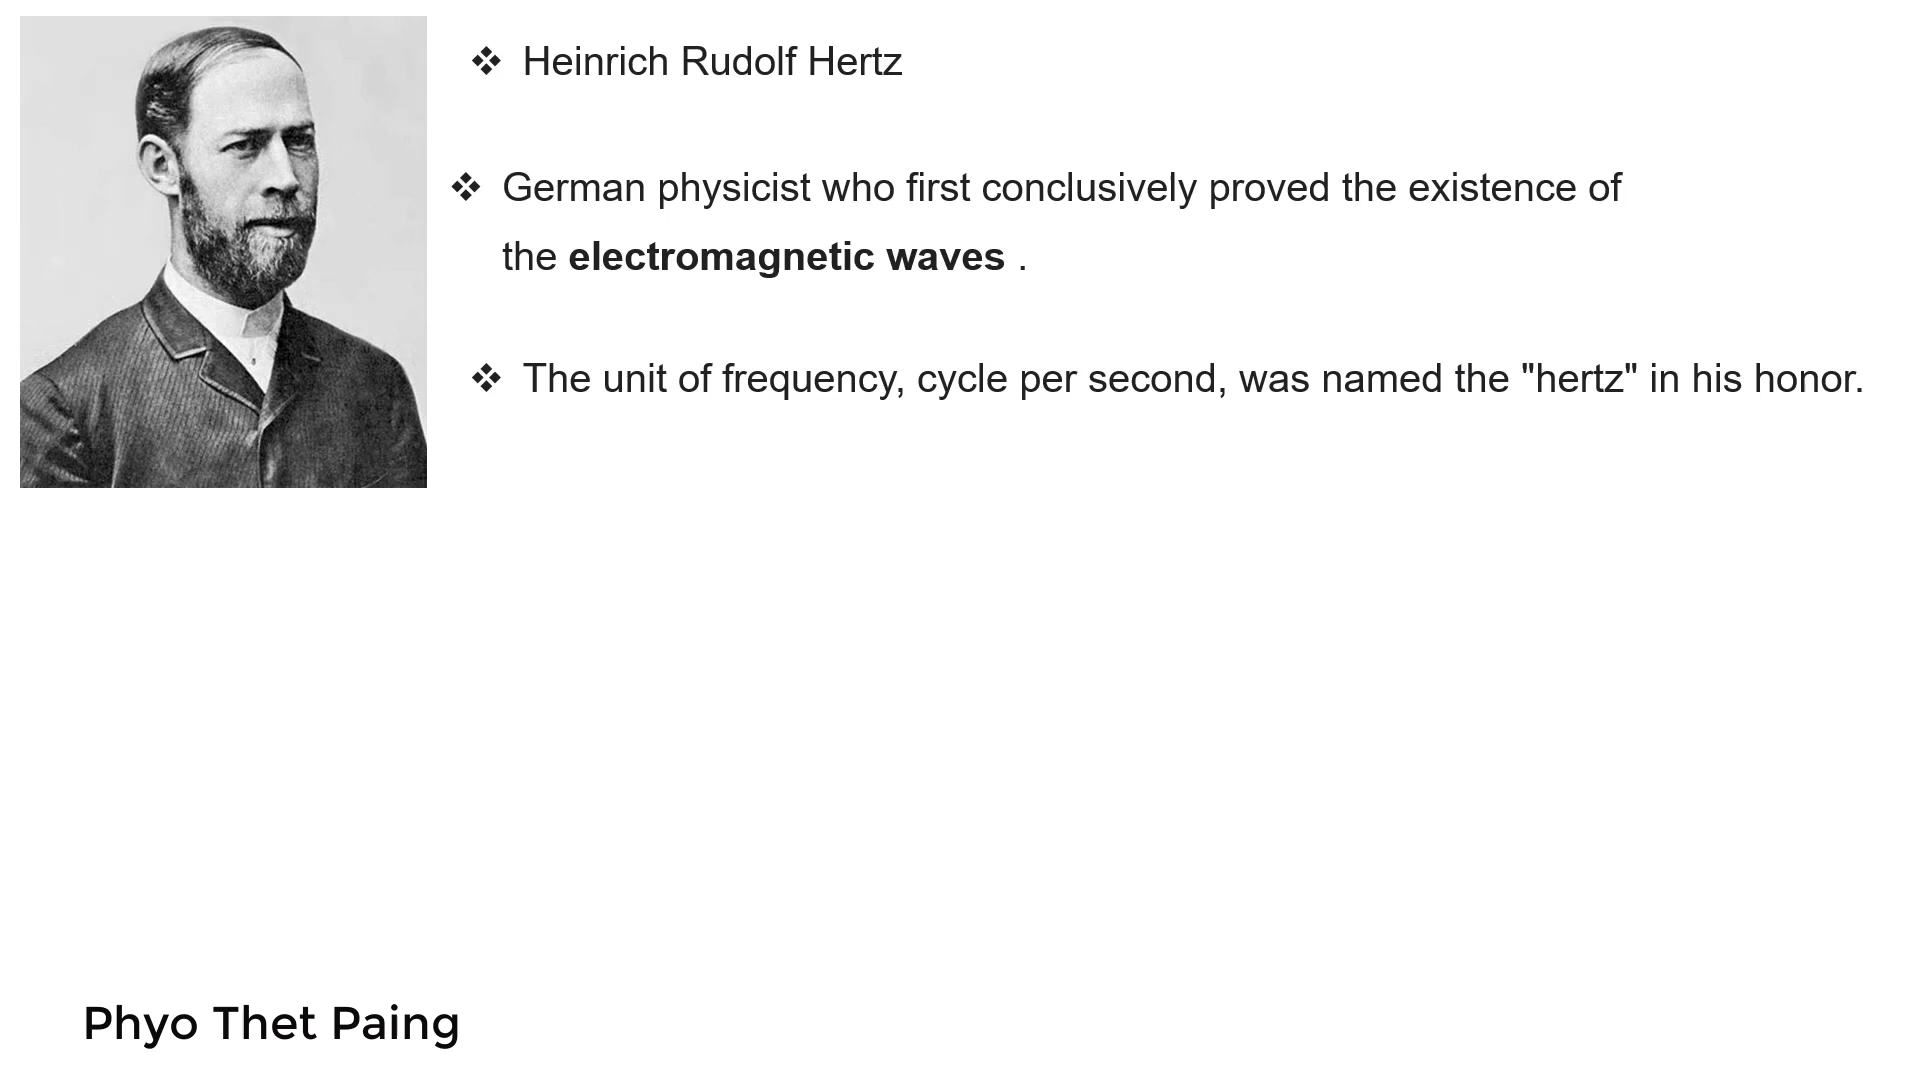 ❖ Heinrich Rudolf Hertz
❖ German physicist who first conclusively proved the existence of
the electromagnetic waves .
❖ The unit of frequency, cycle per second, was named the "hertz" in his honor.
Phyo Thet Paing